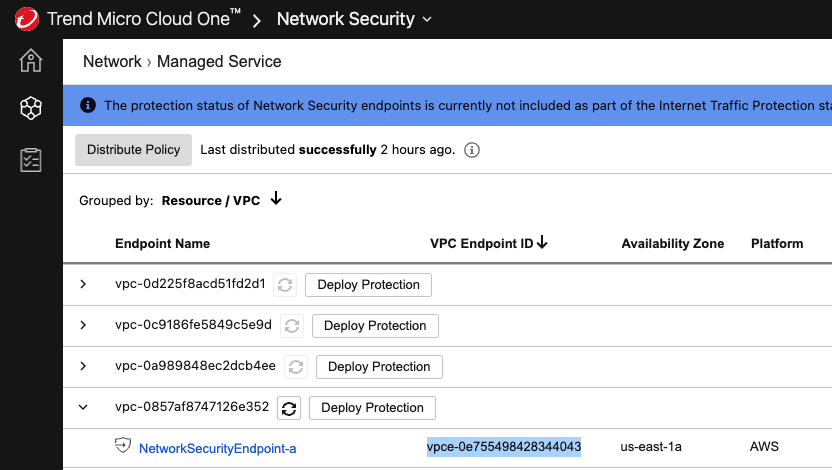 Trend Micro Cloud One™ > Network Security
Network › Managed Service
The protection status of Network Security endpoints is currently not included as part of the Internet Traffic Protection
Distribute Policy Last distributed successfully 2 hours ago.
Grouped by: Resource / VPC
Endpoint Name VPC Endpoint ID Availability Zone Platform
vpc-0d225f8acd51fd2d1 Deploy Protection
vpc-0c9186fe5849c5e9d Deploy Protection
vpc-0a989848ec2dcb4ee Deploy Protection
vpc-0857af8747126e352 Deploy Protection
NetworkSecurityEndpoint-a vpce-0e755498428344043 us-east-1a AWS